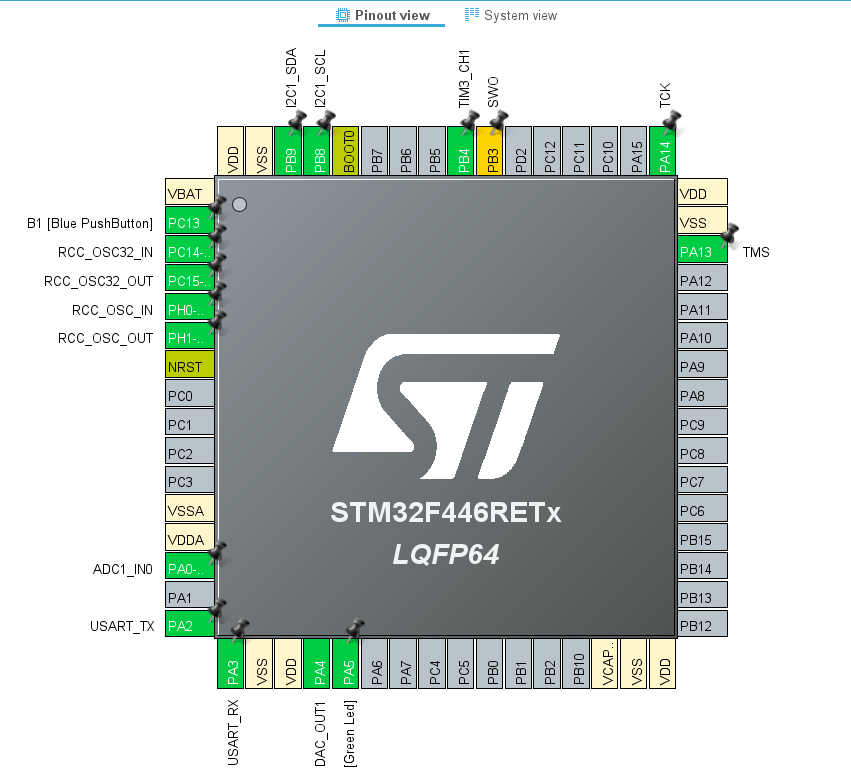 Pinout view
System view
I2C1_SDA
I2C1_SCL
TIM3_CH1
SWO
TCK
VDD
VSS
PB9
PB8
BOOT0
PB7
PB6
PB5
PB4
PB3
PD2
PC12
PC11
PC10
PA15
PA14
VBAT
B1 [Blue PushButton]
PC13
RCC_OSC32_IN
PC14-..
RCC_OSC32_OUT
PC15-..
RCC_OSC_IN
PH0-..
RCC_OSC_OUT
PH1-..
NRST
PC0
PC1
PC2
PC3
VSSA
VDDA
ADC1_IN0
PA0-..
PA1
USART_TX
PA2
ST
STM32F446RETx
LQFP64
VDD
VSS
PA13
TMS
PA12
PA11
PA10
PA9
PA8
PC9
PC8
PC7
PC6
PB15
PB14
PB13
PB12
PA3
VSS
VDD
PA4
PA5
PA6
PA7
PC4
PC5
PB0
PB1
PB2
PB10
VCAP..
VSS
VDD
USART_RX
DAC_OUT1
[Green Led]